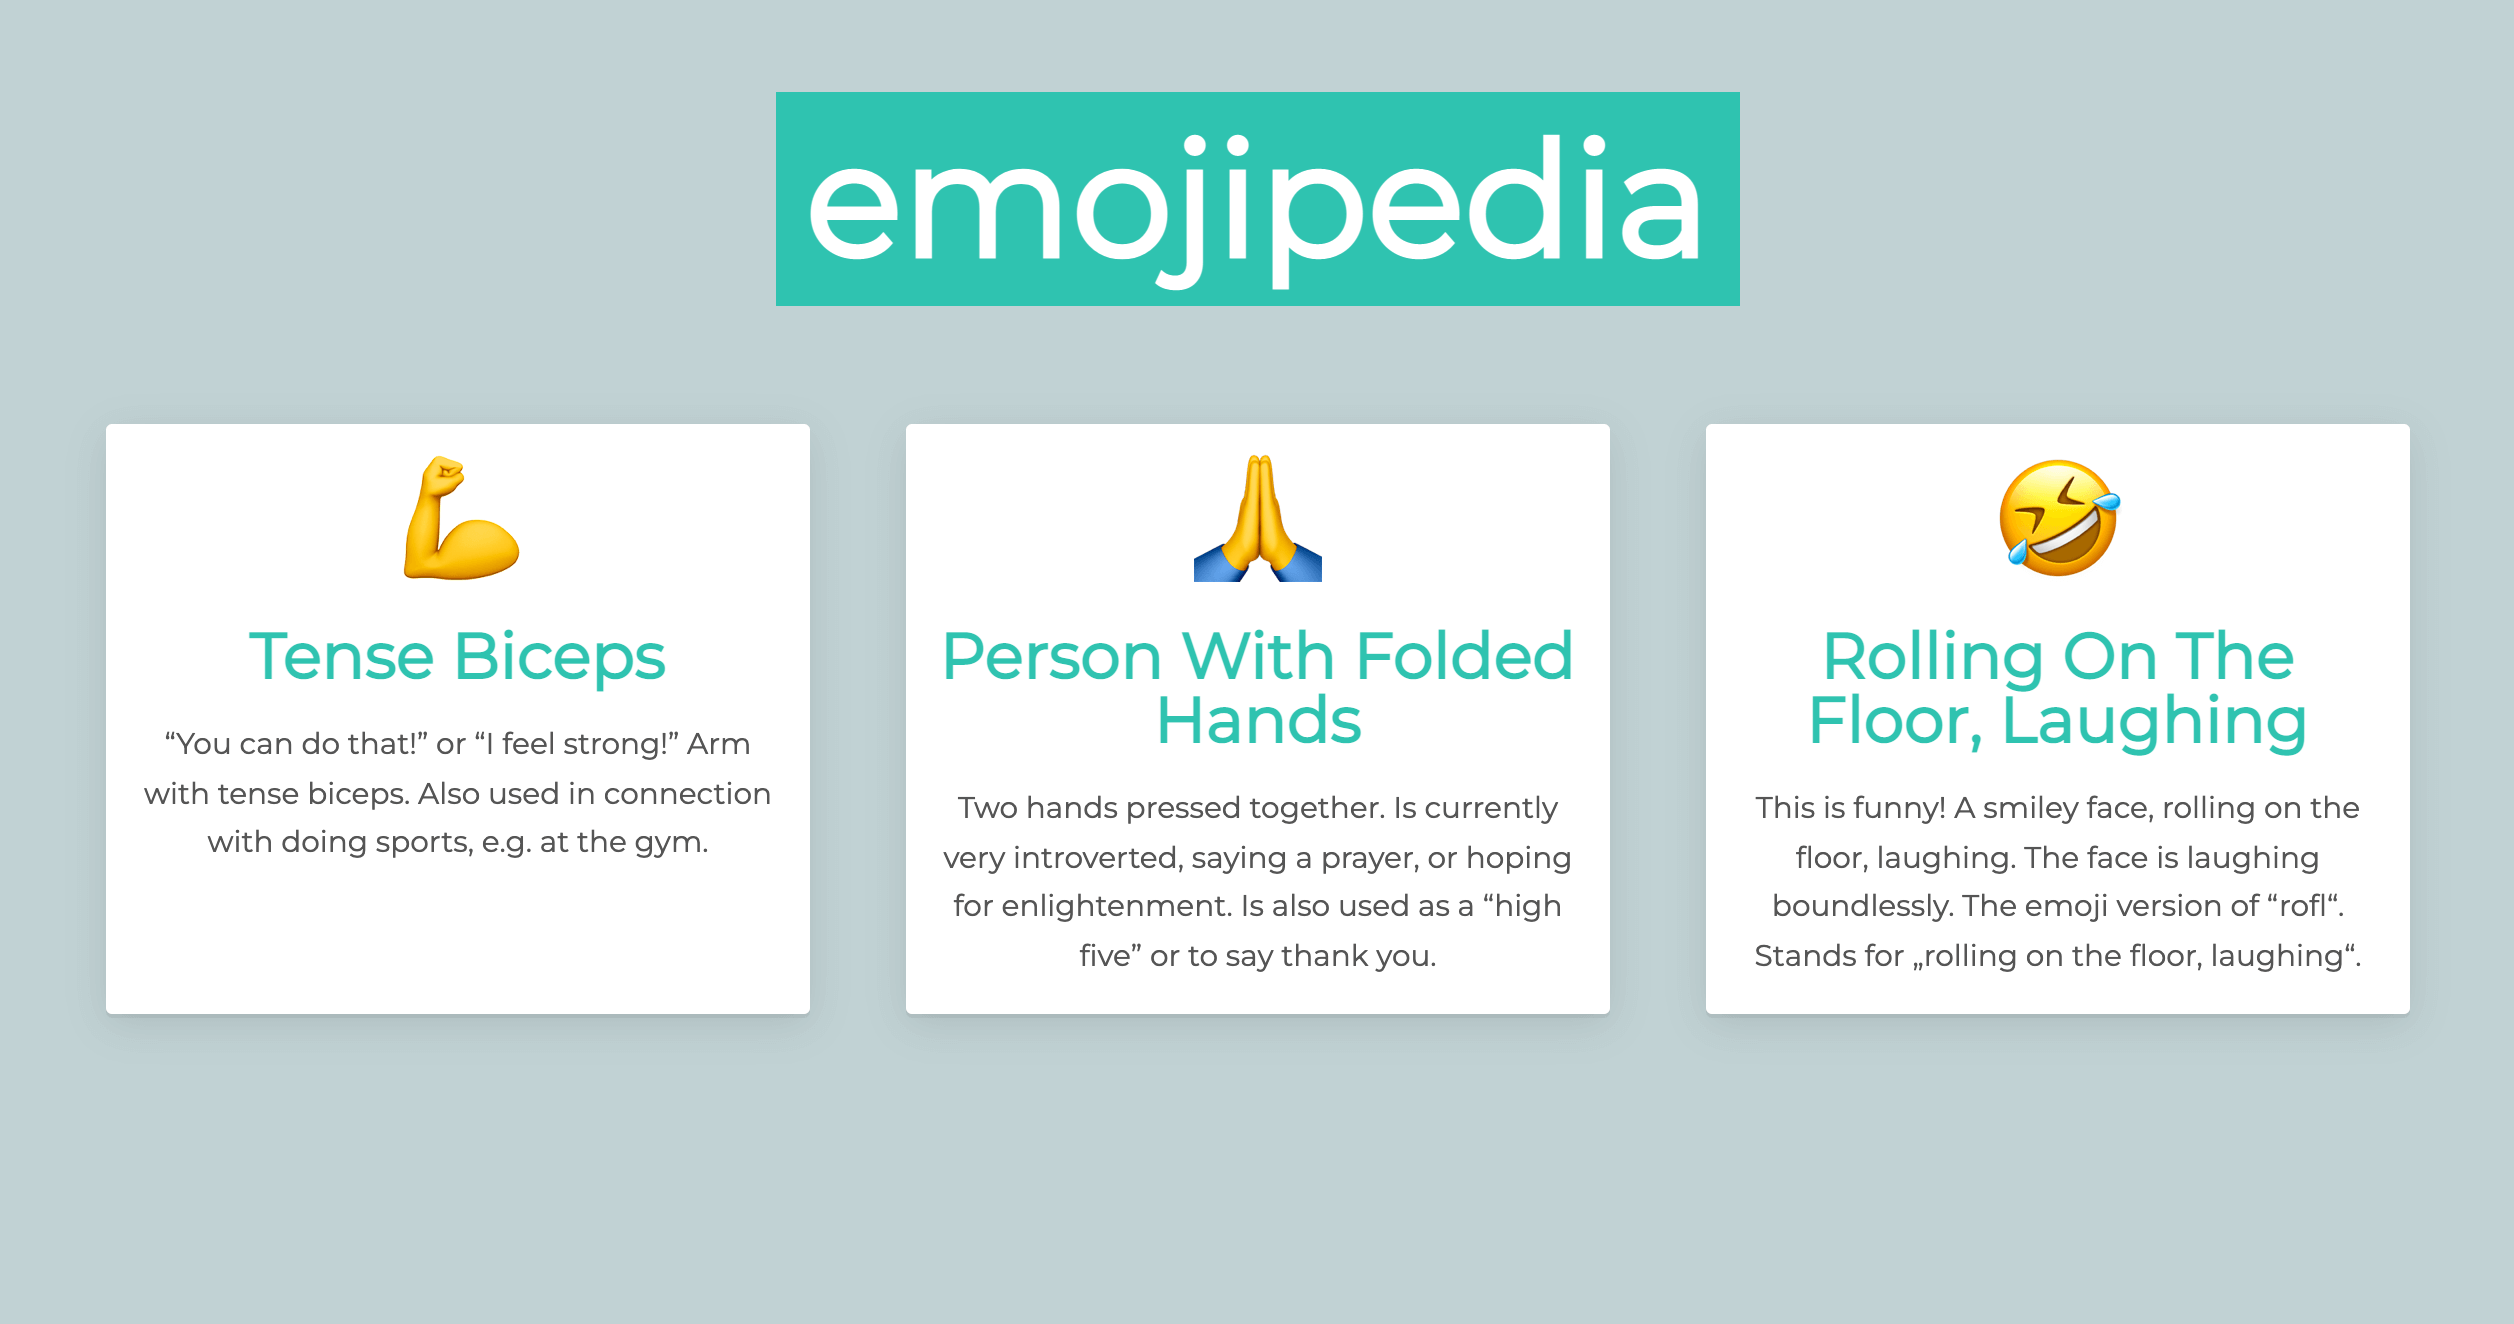 emojipedia
Tense Biceps
“You can do that!” or “I feel strong!” Arm
with tense biceps. Also used in connection
with doing sports, e.g. at the gym.
Person With Folded
Hands
Two hands pressed together. Is currently
very introverted, saying a prayer, or hoping
for enlightenment. Is also used as a “high
five” or to say thank you.
Rolling On The
Floor, Laughing
This is funny! A smiley face, rolling on the
floor, laughing. The face is laughing
boundlessly. The emoji version of “rofl“.
Stands for „rolling on the floor, laughing“.